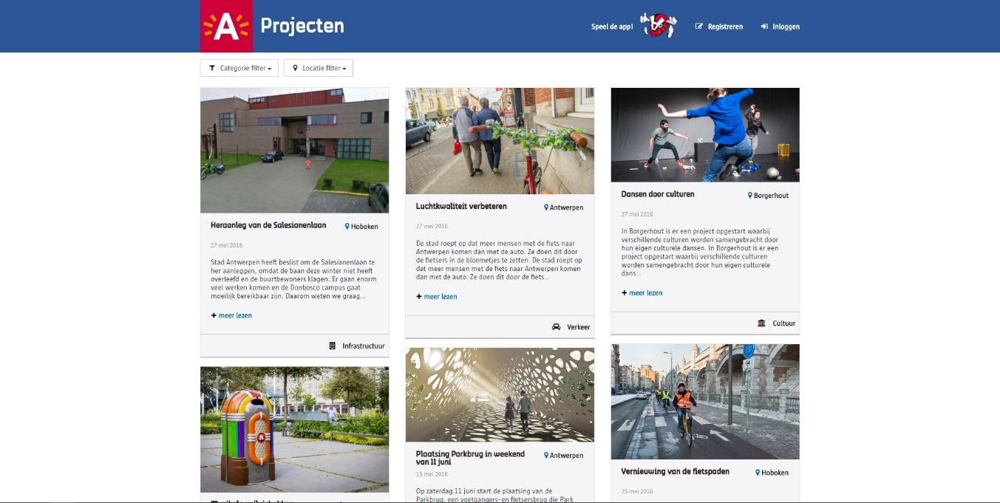 A
Projecten
Speel de app!
Registreren
Inloggen
Categorie filter
Locatie filter
Heraanleg van de Salesianenlaan
Hoboken
27 mei 2016
Stad Antwerpen heeft beslist om de Salesianenlaan te
her aanleggen, omdat de baan deze winter niet heeft
overleefd en de buurtbewoners klagen. Er gaan enorm
veel werken komen en de Donbosco campus gaat
moeilijk bereikbaar zijn. Daarom weten we graag...
+ meer lezen
Infrastructuur
Luchtkwaliteit verbeteren
Antwerpen
27 mei 2016
De stad roept op dat meer mensen met de fiets naar
Antwerpen komen dan met de auto. Ze doen dit door
de fietsers in de bloemetjes te zetten. De stad roept op
dat meer mensen met de fiets naar Antwerpen komen
dan met de auto. Ze doen dit door de fiets...
+ meer lezen
Verkeer
Dansen door culturen
Borgerhout
27 mei 2016
In Borgerhout is er een project opgestart waarbij
verschillende culturen worden samengebracht door
hun eigen culturele dansen. In Borgerhout is er een
project opgestart waarbij verschillende culturen
worden samengebracht door hun eigen culturele
dans...
+ meer lezen
Cultuur
A
Plaatsing Parkbrug in weekend
van 11 juni
Antwerpen
13 mei 2016
Op zaterdag 11 juni start de plaatsing van de
Parkbrug, een voetgangers- en fietsersbrug die Park
Vernieuwing van de fietspaden
Hoboken
25 mei 2016